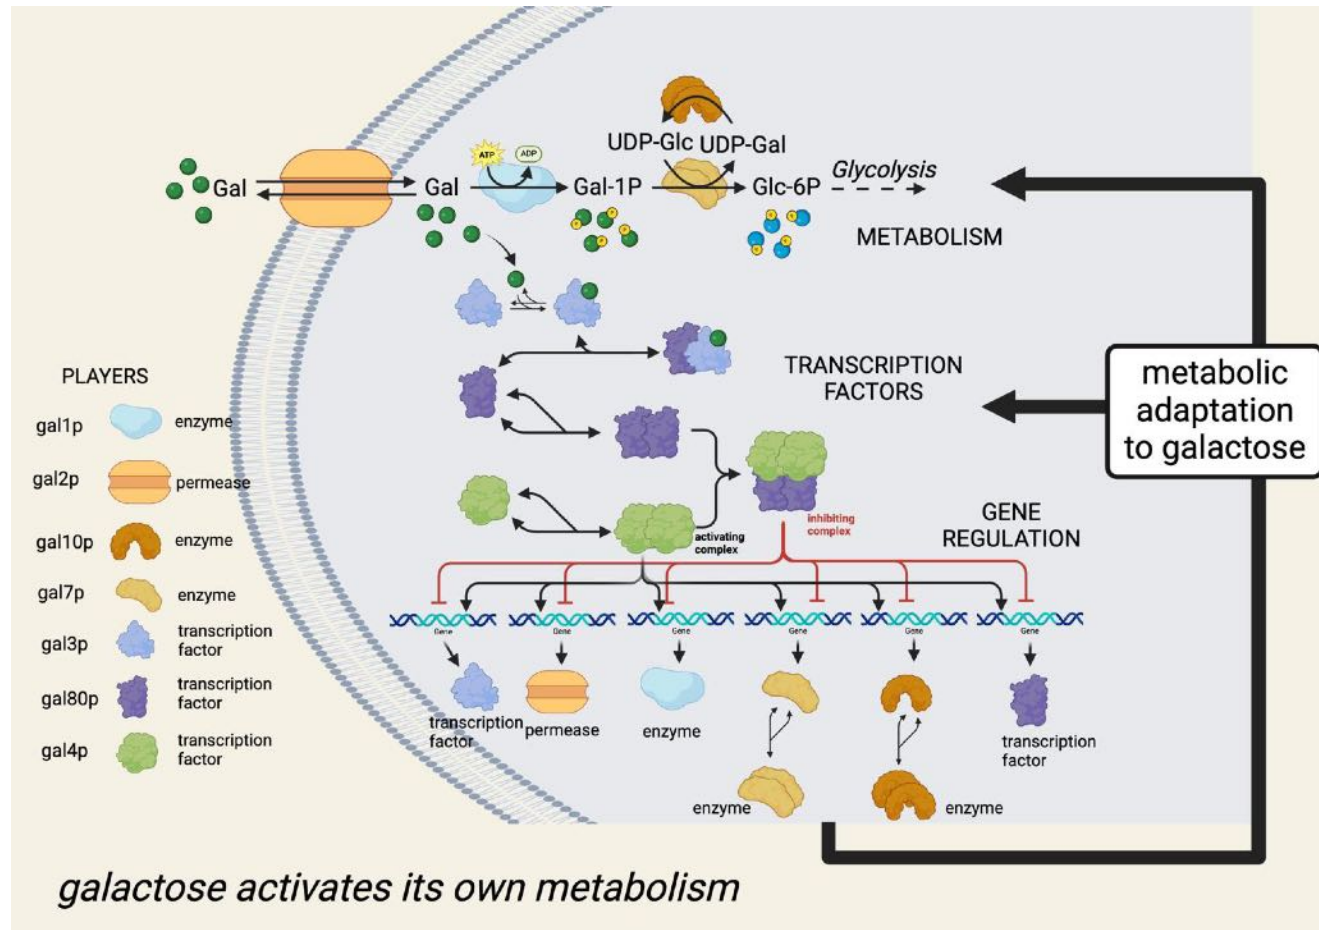 ATP
ADP
UDP-Glc UDP-Gal
Gal
Gal
Gal-1P
Glc-6P
Glycolysis
P
P
P
P
P
P
P
P
METABOLISM
TRANSCRIPTION
FACTORS
metabolic
adaptation
to galactose
PLAYERS
gal1p
enzyme
gal2p
permease
gal10p
enzyme
gal7p
enzyme
gal3p
transcription
factor
gal80p
transcription
factor
gal4p
transcription
factor
activating
complex
inhibiting
complex
GENE
REGULATION
Gene
Gene
Gene
Gene
Gene
Gene
transcription
factor
permease
enzyme
transcription
factor
enzyme
enzyme
galactose activates its own metabolism